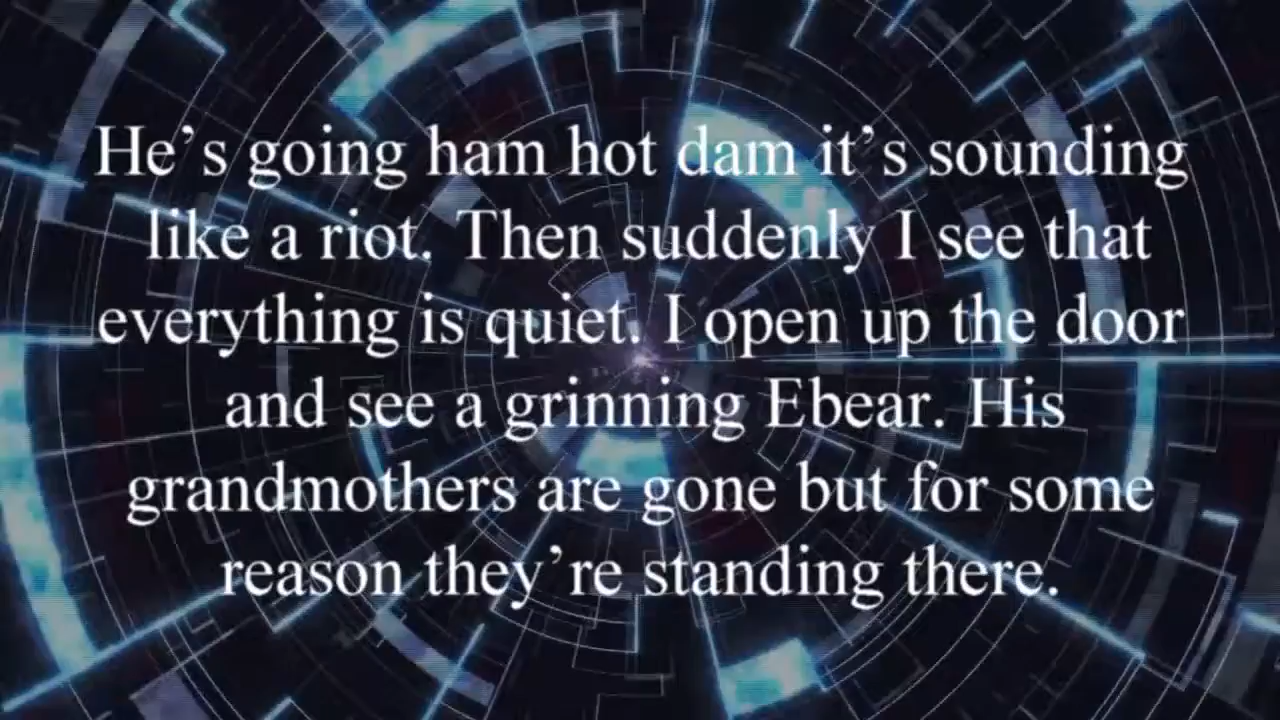 He’s going ham hot dam it’s sounding
like a riot. Then suddenly I see that
everything is quiet. I open up the door
and see a grinning Ebear. His
grandmothers are gone but for some
reason they’re standing there.